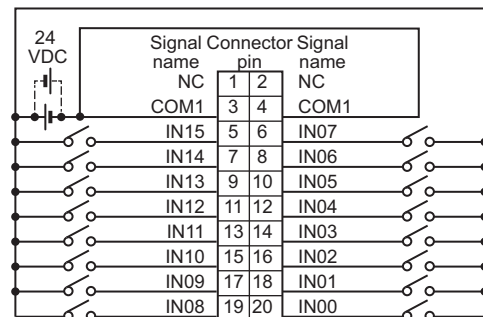 24
VDC
Signal name Connector pin Signal name
NC 1 2 NC
COM1 3 4 COM1
IN15 5 6 IN07
IN14 7 8 IN06
IN13 9 10 IN05
IN12 11 12 IN04
IN11 13 14 IN03
IN10 15 16 IN02
IN09 17 18 IN01
IN08 19 20 IN00